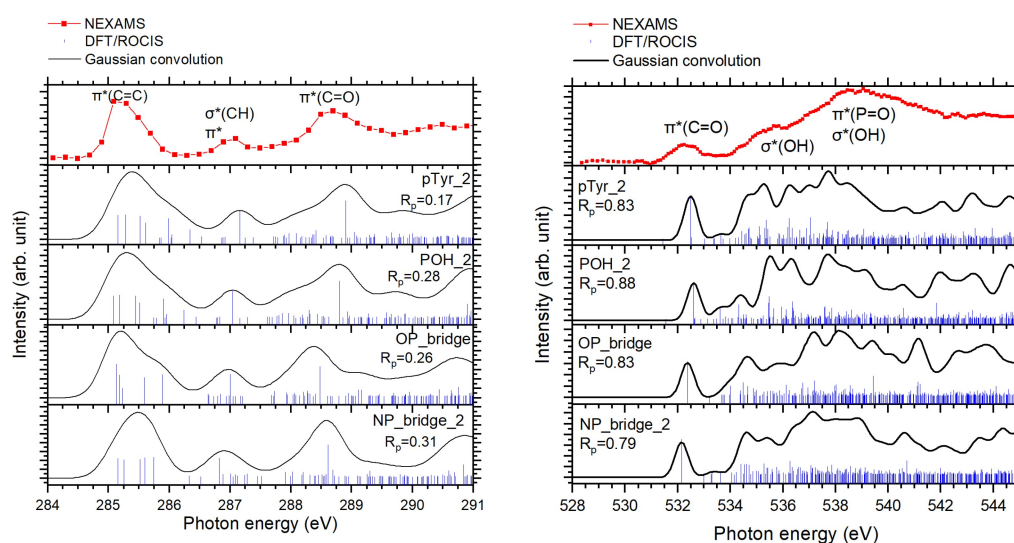 NEXAMS
DFT/ROCIS
Gaussian convolution
π*(C=C)
σ*(CH)
π*
π*(C=O)
pTyr_2
Rp=0.17
POH_2
Rp=0.28
OP_bridge
Rp=0.26
NP_bridge_2
Rp=0.31
Intensity (arb. unit)
284 285 286 287 288 289 290 291
Photon energy (eV)
NEXAMS
DFT/ROCIS
Gaussian convolution
π*(C=O)
σ*(OH)
π*(P=O)
σ*(OH)
pTyr_2
Rp=0.83
POH_2
Rp=0.88
OP_bridge
Rp=0.83
NP_bridge_2
Rp=0.79
Intensity (arb. unit)
528 530 532 534 536 538 540 542 544
Photon energy (eV)